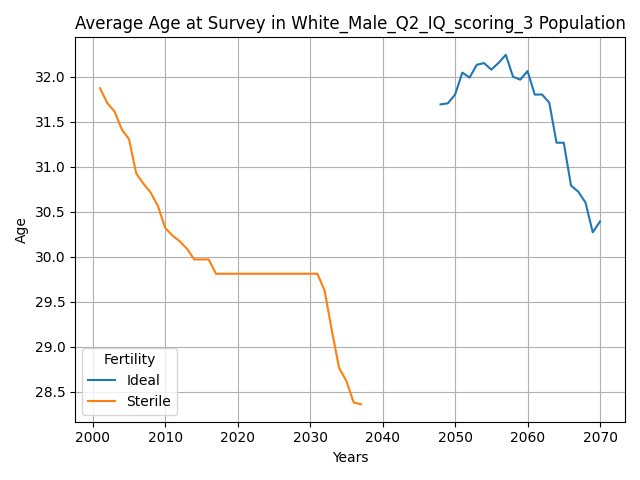 Average Age at Survey in White_Male_Q2_IQ_scoring_3 Population
32.0
31.5
31.0
30.5
30.0
29.5
29.0
28.5
Age
Fertility
Ideal
Sterile
2000 2010 2020 2030 2040 2050 2060 2070
Years